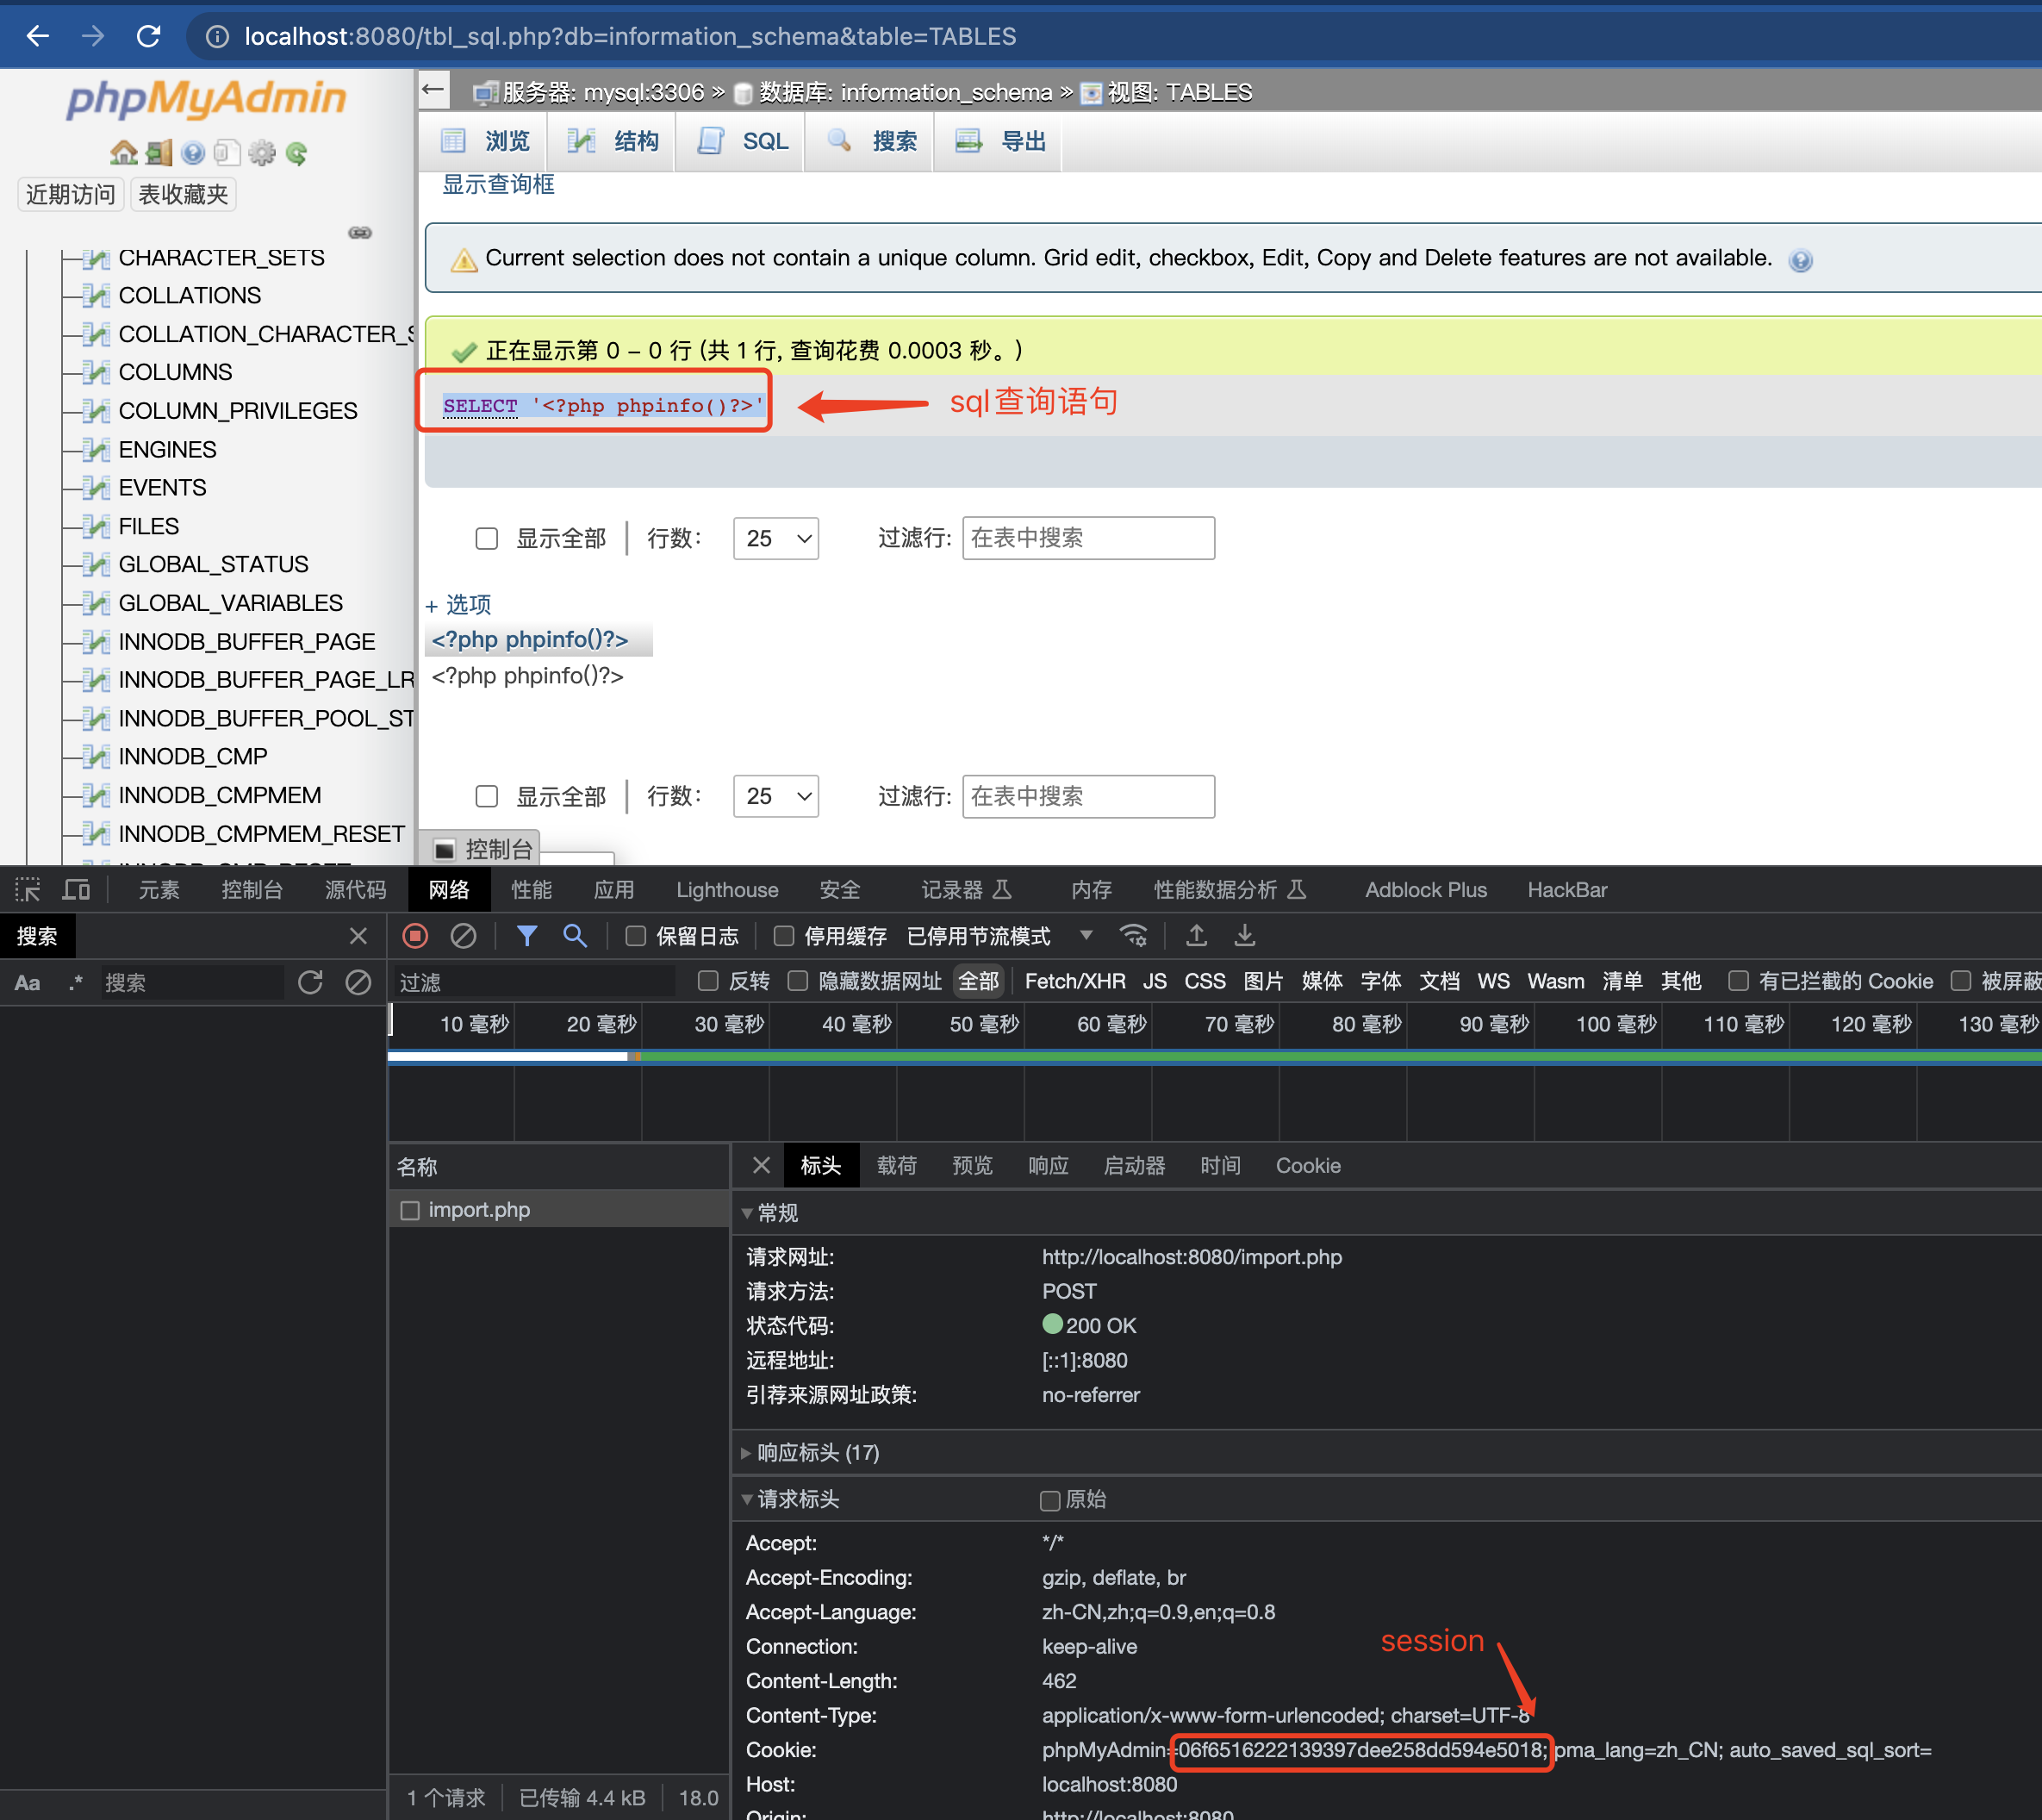 localhost:8080/tbl_sql.php?db=information_schema&table=TABLES
phpMyAdmin
近期访问 表收藏夹
CHARACTER_SETS
COLLATIONS
COLLATION_CHARACTER_S
COLUMNS
COLUMN_PRIVILEGES
ENGINES
EVENTS
FILES
GLOBAL_STATUS
GLOBAL_VARIABLES
INNODB_BUFFER_PAGE
INNODB_BUFFER_PAGE_LR
INNODB_BUFFER_POOL_ST
INNODB_CMP
INNODB_CMPMEM
INNODB_CMPMEM_RESET
服务器: mysql:3306 » 数据库: information_schema » 视图: TABLES
浏览 结构 SQL 搜索 导出
显示查询框
Current selection does not contain a unique column. Grid edit, checkbox, Edit, Copy and Delete features are not available.
正在显示第 0 - 0 行 (共 1 行, 查询花费 0.0003 秒。)
SELECT '<?php phpinfo()?>'
sql查询语句
显示全部 行数: 25 过滤行: 在表中搜索
+ 选项
<?php phpinfo()?>
<?php phpinfo()?>
显示全部 行数: 25 过滤行: 在表中搜索
控制台
元素 控制台 源代码 网络 性能 应用 Lighthouse 安全 记录器 内存 性能数据分析 Adblock Plus HackBar
搜索
保留日志 停用缓存 已停用节流模式
Aa .* 搜索
过滤 反转 隐藏数据网址 全部 Fetch/XHR JS CSS 图片 媒体 字体 文档 WS Wasm 清单 其他 有已拦截的 Cookie 被屏蔽
10 毫秒 20 毫秒 30 毫秒 40 毫秒 50 毫秒 60 毫秒 70 毫秒 80 毫秒 90 毫秒 100 毫秒 110 毫秒 120 毫秒 130 毫秒
名称
import.php
标头 载荷 预览 响应 启动器 时间 Cookie
常规
请求网址: http://localhost:8080/import.php
请求方法: POST
状态代码: 200 OK
远程地址: [::1]:8080
引荐来源网址政策: no-referrer
响应标头 (17)
请求标头 原始
Accept: */*
Accept-Encoding: gzip, deflate, br
Accept-Language: zh-CN,zh;q=0.9,en;q=0.8
Connection: keep-alive
session
Content-Length: 462
Content-Type: application/x-www-form-urlencoded; charset=UTF-8
Cookie: phpMyAdmin=06f6516222139397dee258dd594e5018; pma_lang=zh_CN; auto_saved_sql_sort=
Host: localhost:8080
Origin: http://localhost:8080
1 个请求 已传输 4.4 kB 18.0